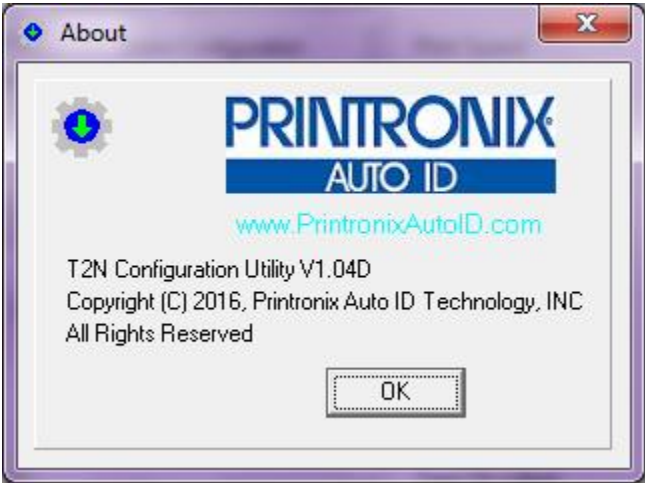 About
PRINTRONIX
AUTO ID
www.PrintronixAutoID.com
T2N Configuration Utility V1.04D
Copyright (C) 2016, Printronix Auto ID Technology, INC
All Rights Reserved
OK